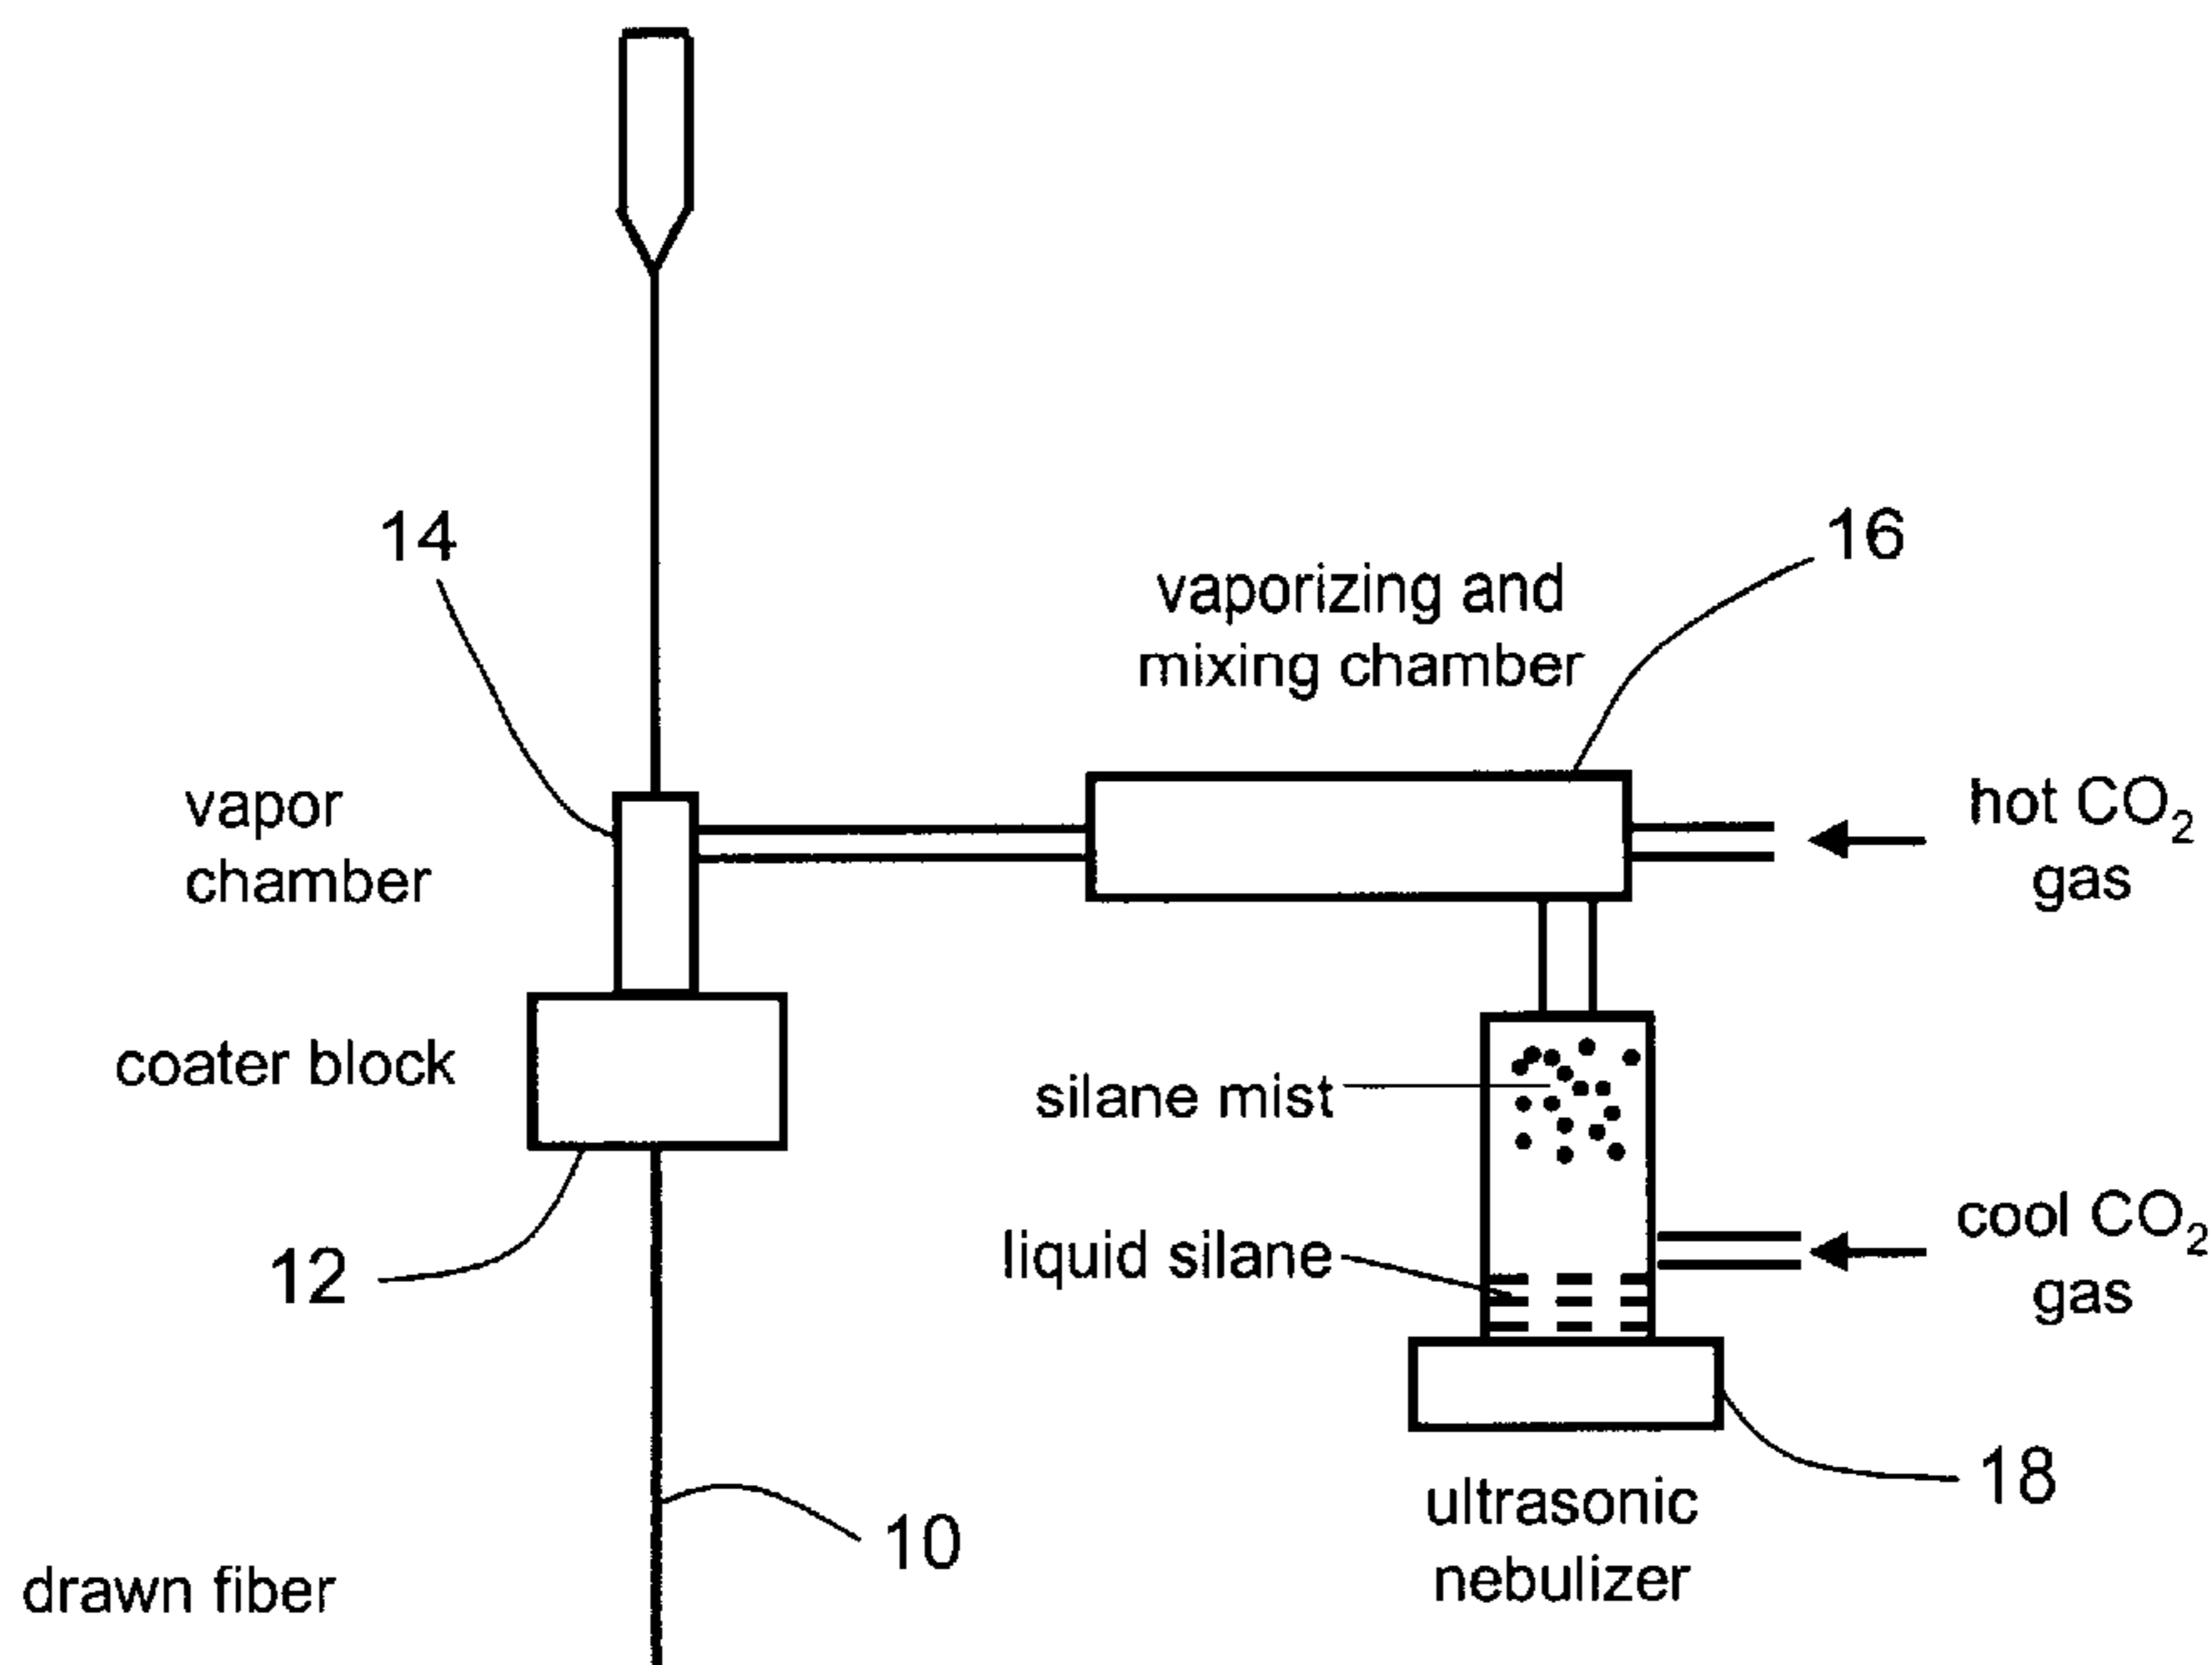 14
16
vaporizing and
mixing chamber
vapor
chamber
hot CO₂
gas
coater block
silane mist
liquid silane
cool CO₂
gas
12
18
ultrasonic
nebulizer
10
drawn fiber